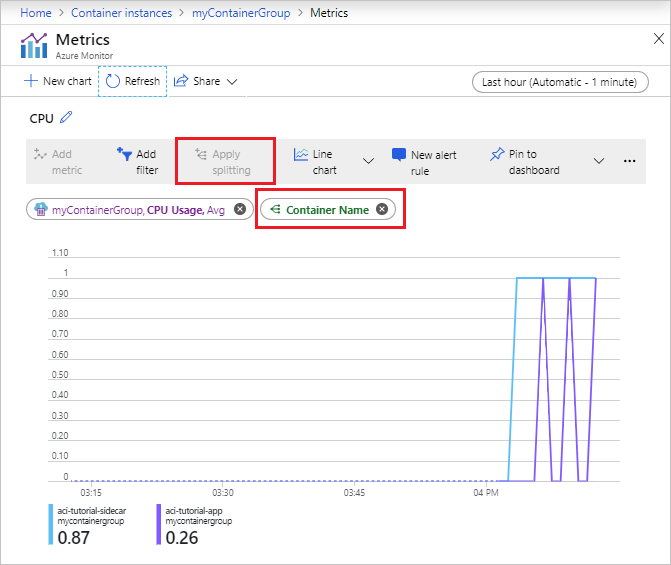 Home > Container instances > myContainerGroup > Metrics
Metrics
Azure Monitor
New chart
Refresh
Share
Last hour (Automatic - 1 minute)
CPU
Add metric
Add filter
Apply splitting
Line chart
New alert rule
Pin to dashboard
...
myContainerGroup, CPU Usage, Avg
Container Name
1.10
1
0.90
0.80
0.70
0.60
0.50
0.40
0.30
0.20
0.10
0
03:15
03:30
03:45
04 PM
aci-tutorial-sidecar
mycontainergroup
0.87
aci-tutorial-app
mycontainergroup
0.26